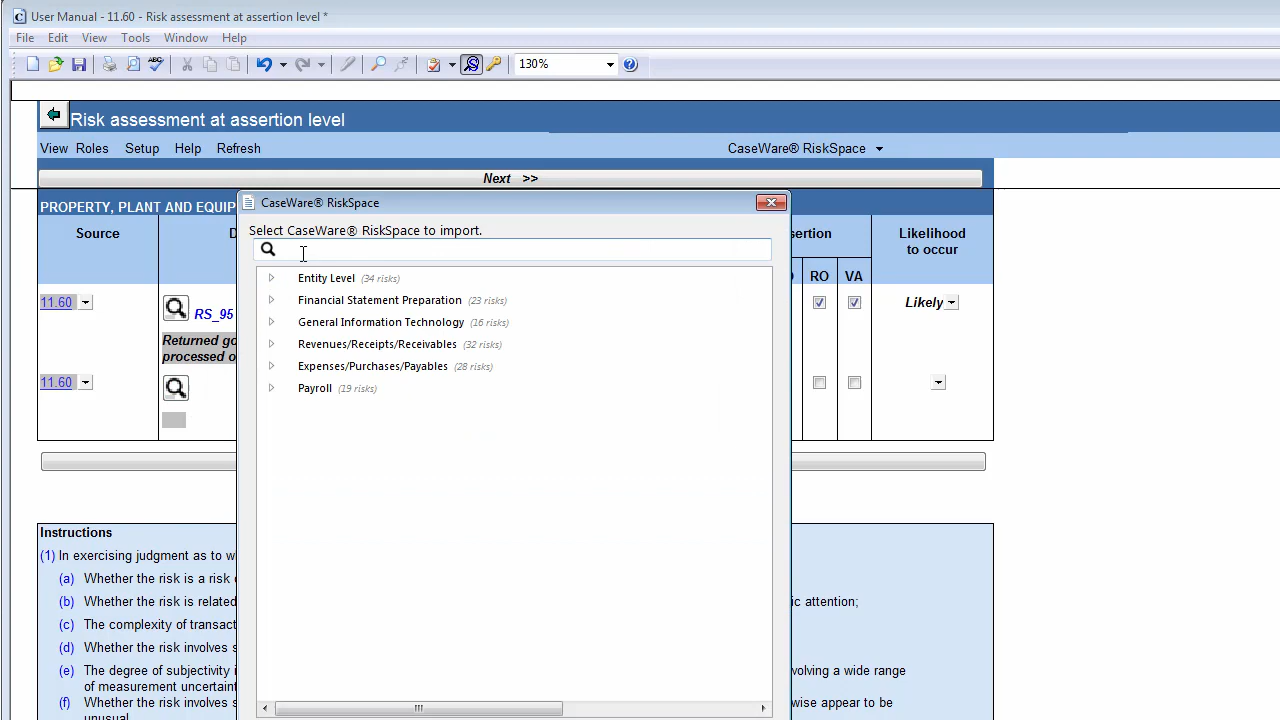 User Manual - 11.60 - Risk assessment at assertion level *
File Edit View Tools Window Help
ABC 130%
Risk assessment at assertion level
View Roles Setup Help Refresh CaseWare® RiskSpace
Next >>
PROPERTY, PLANT AND EQUIP
Source D sertion Likelihood to occur
RO VA
11.60 RS_95 Likely
Returned go
processed o
11.60
CaseWare® RiskSpace
Select CaseWare® RiskSpace to import.
Entity Level (34 risks)
Financial Statement Preparation (23 risks)
General Information Technology (16 risks)
Revenues/Receipts/Receivables (32 risks)
Expenses/Purchases/Payables (28 risks)
Payroll (19 risks)
Instructions
(1) In exercising judgment as to w
(a) Whether the risk is a risk
(b) Whether the risk is related ic attention;
(c) The complexity of transact
(d) Whether the risk involves s
(e) The degree of subjectivity i volving a wide range
of measurement uncertain
(f) Whether the risk involves s wise appear to be
unusual